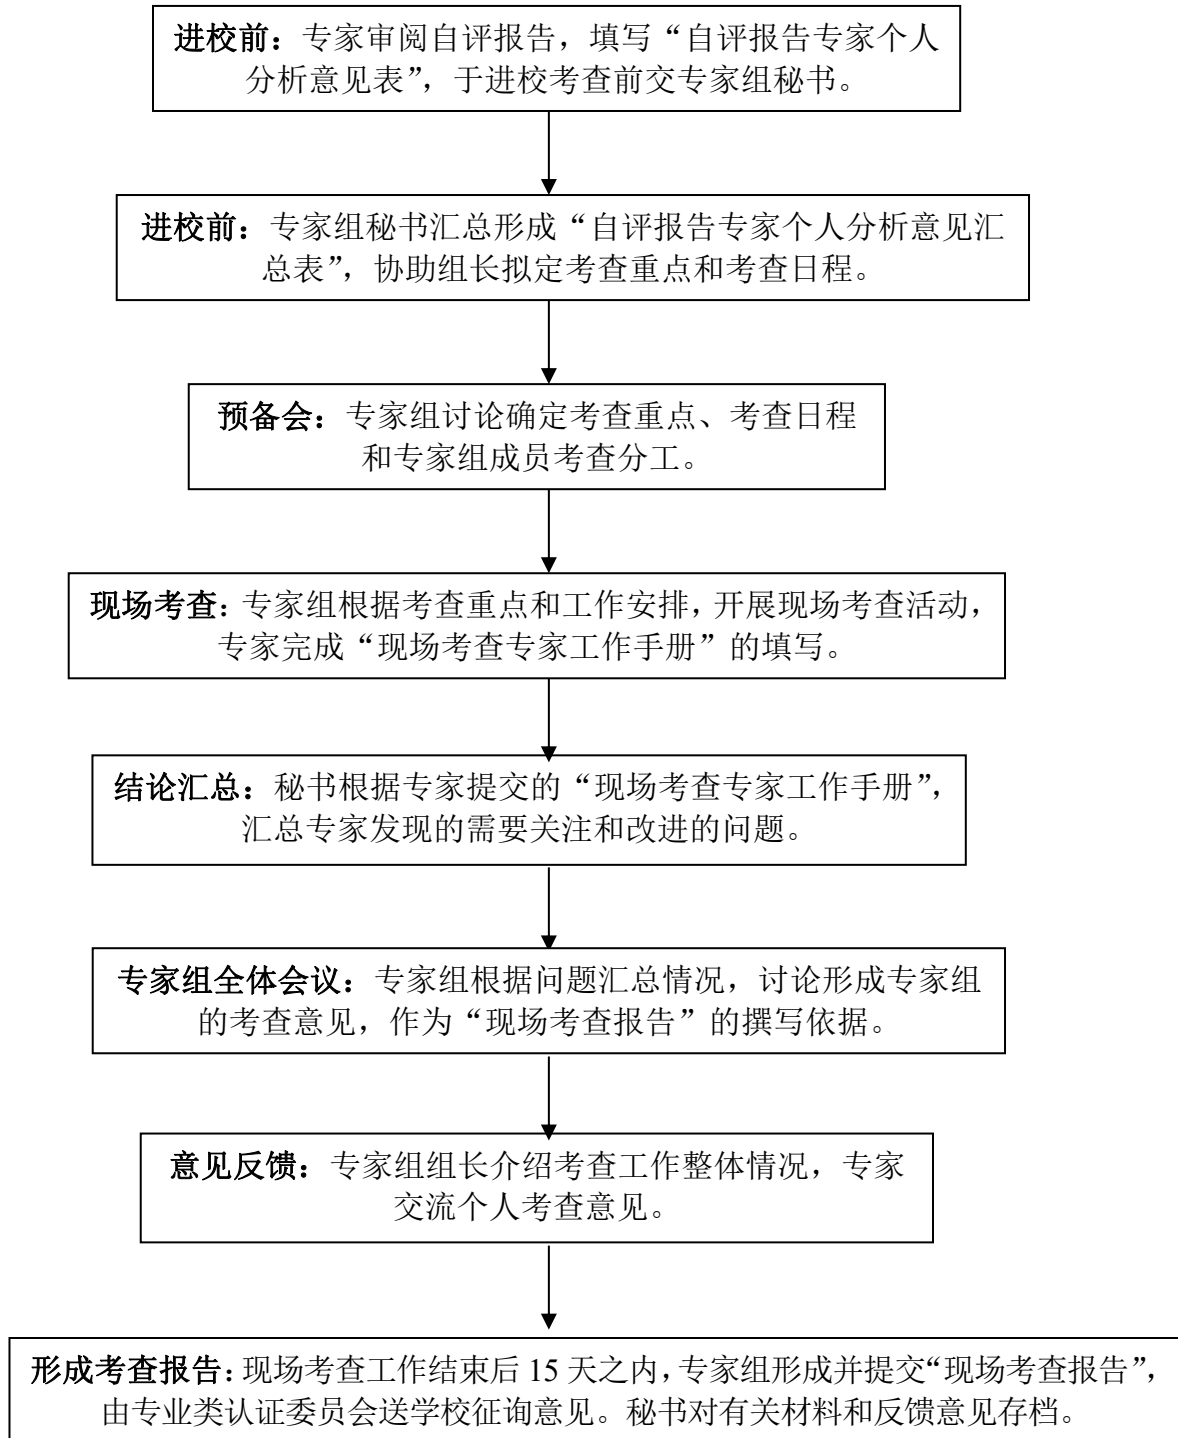 进校前：专家审阅自评报告，填写“自评报告专家个人
分析意见表”，于进校考查前交专家组秘书。
进校前：专家组秘书汇总形成“自评报告专家个人分析意见汇
总表”，协助组长拟定考查重点和考查日程。
预备会：专家组讨论确定考查重点、考查日程
和专家组成员考查分工。
现场考查：专家组根据考查重点和工作安排，开展现场考查活动，
专家完成“现场考查专家工作手册”的填写。
结论汇总：秘书根据专家提交的“现场考查专家工作手册”，
汇总专家发现的需要关注和改进的问题。
专家组全体会议：专家组根据问题汇总情况，讨论形成专家组
的考查意见，作为“现场考查报告”的撰写依据。
意见反馈：专家组组长介绍考查工作整体情况，专家
交流个人考查意见。
形成考查报告：现场考查工作结束后 15 天之内，专家组形成并提交“现场考查报告”，
由专业类认证委员会送学校征询意见。秘书对有关材料和反馈意见存档。